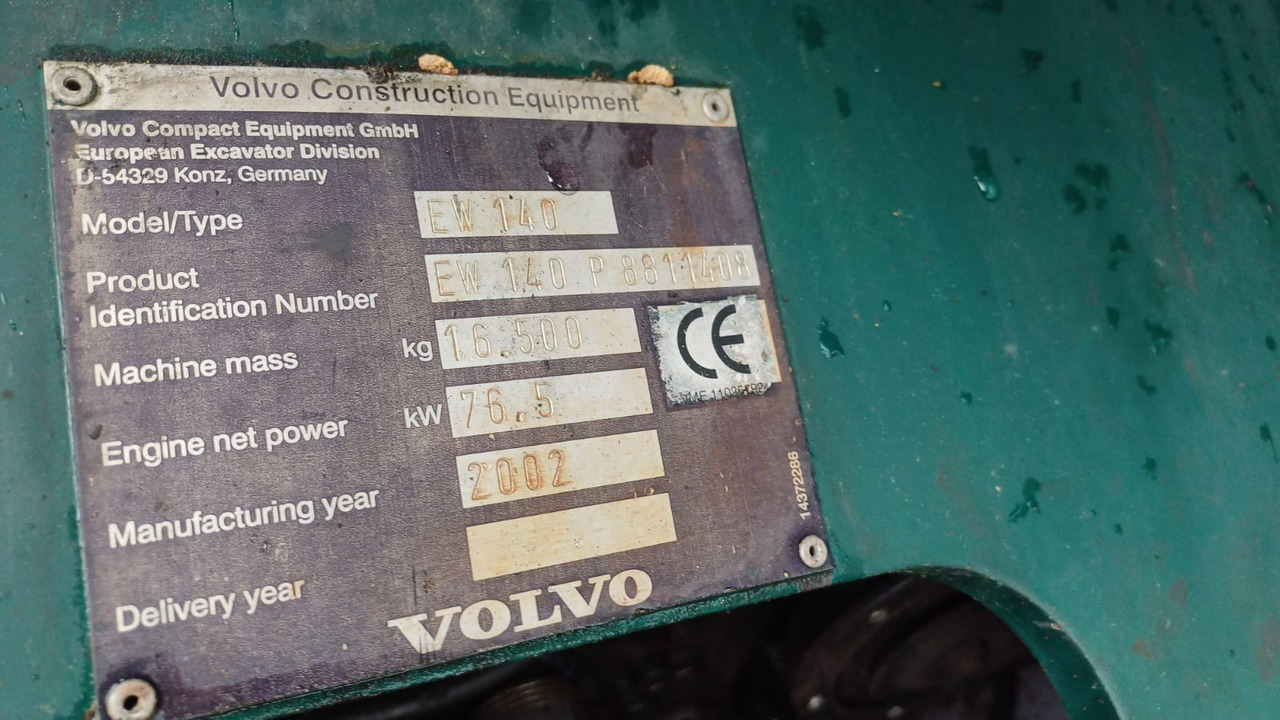 Volvo Construction Equipment
Volvo Compact Equipment GmbH
European Excavator Division
D-54329 Konz, Germany
Model/Type EW 140
Product
Identification Number EW 140 P 8811408
Machine mass kg 16.500
Engine net power kW 76.5
Manufacturing year 2002
Delivery year
CE
14372286
VOLVO